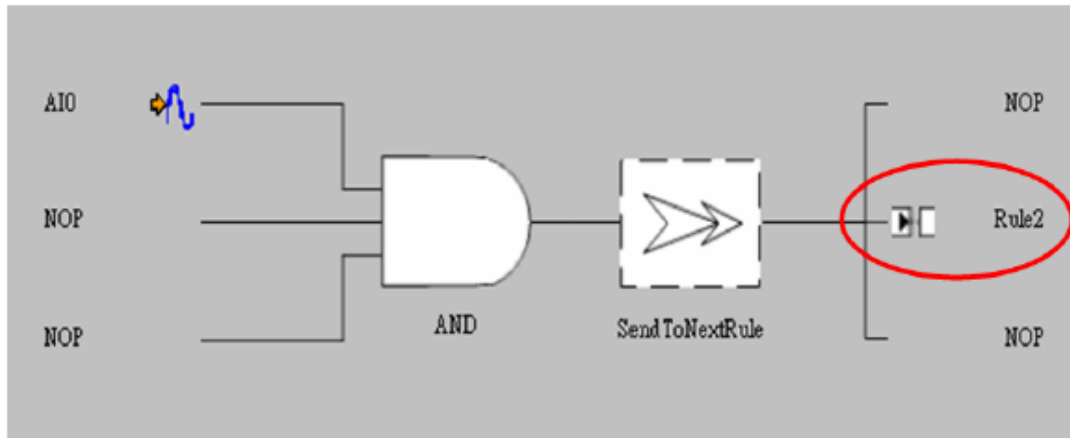 AI0
NOP
NOP
AND
SendToNextRule
NOP
Rule2
NOP